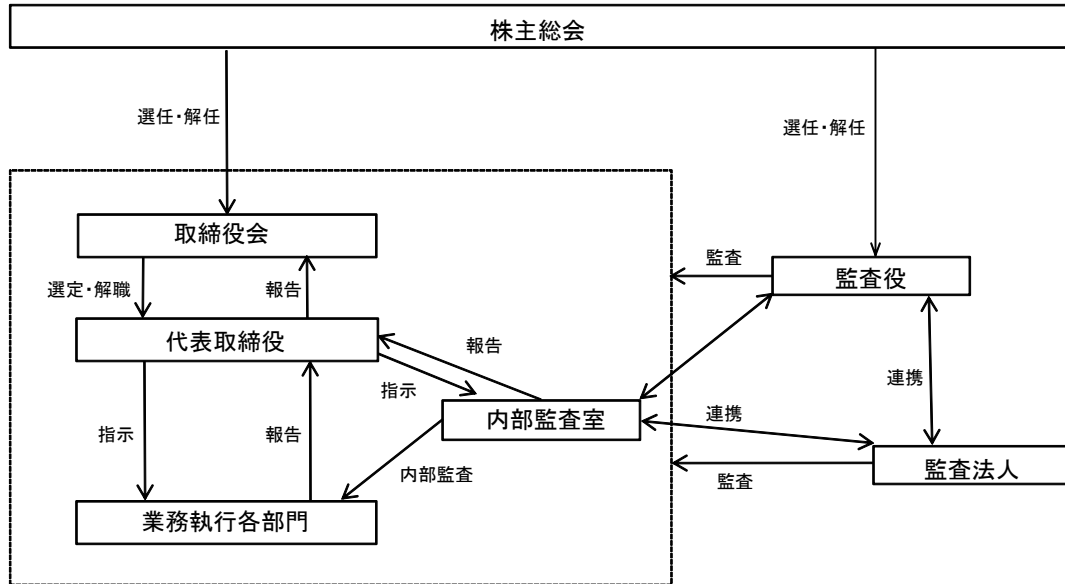 株主総会
選任・解任
選任・解任
取締役会
監査
監査役
選定・解職
報告
代表取締役
報告
指示
連携
内部監査室
連携
指示
報告
内部監査
監査
監査法人
業務執行各部門